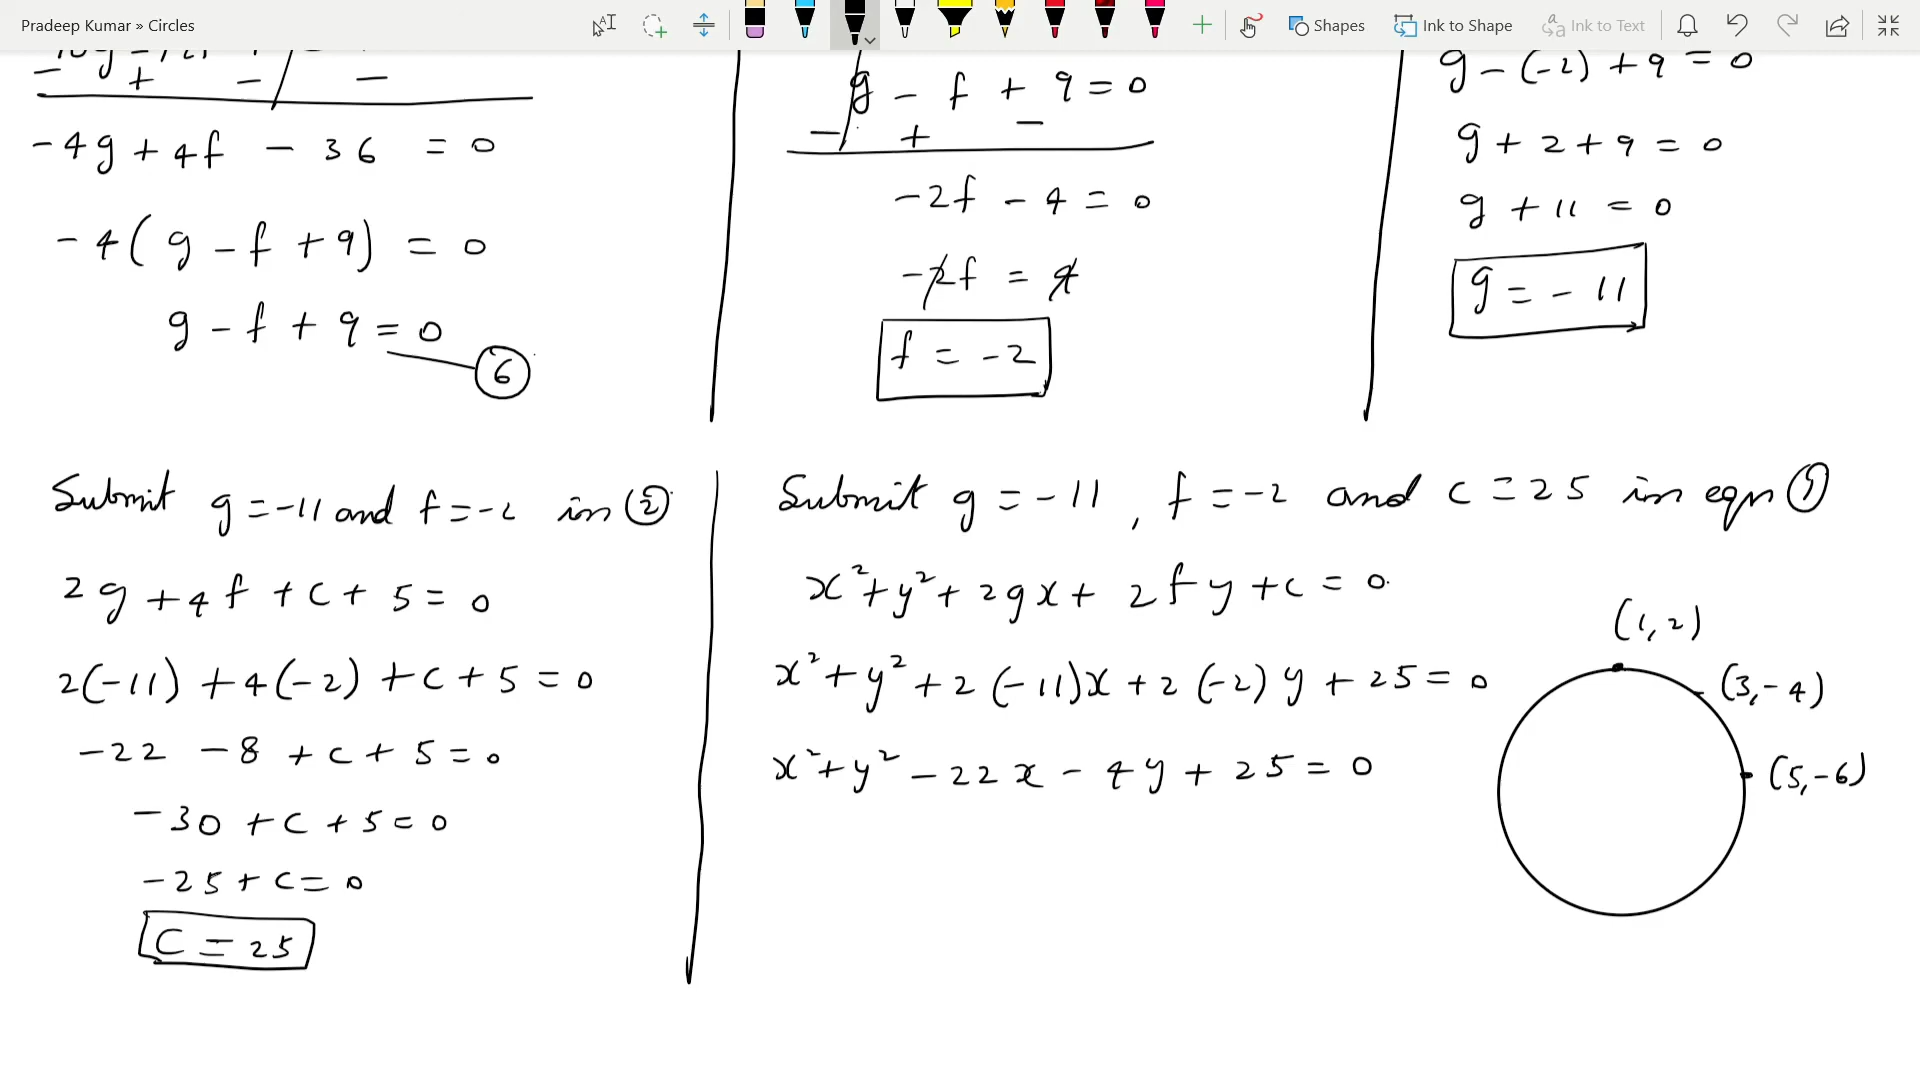 Pradeep Kumar » Circles
Shapes
Ink to Shape
Ink to Text
-4g + 4f - 36 = 0
-4(g - f + 9) = 0
g - f + 9 = 0
6
g - f + 9 = 0
- + -
-2f - 4 = 0
-2f = 4
f = -2
g - (-2) + 9 = 0
g + 2 + 9 = 0
g + 11 = 0
g = -11
Submit g = -11 and f = -2 in ②
2g + 4f + c + 5 = 0
2(-11) + 4(-2) + c + 5 = 0
-22 - 8 + c + 5 = 0
-30 + c + 5 = 0
-25 + c = 0
C = 25
Submit g = -11, f = -2 and c = 25 in eqn ①
x² + y² + 2gx + 2fy + c = 0
x² + y² + 2(-11)x + 2(-2)y + 25 = 0
x² + y² - 22x - 4y + 25 = 0
(1, 2)
(3, -4)
(5, -6)